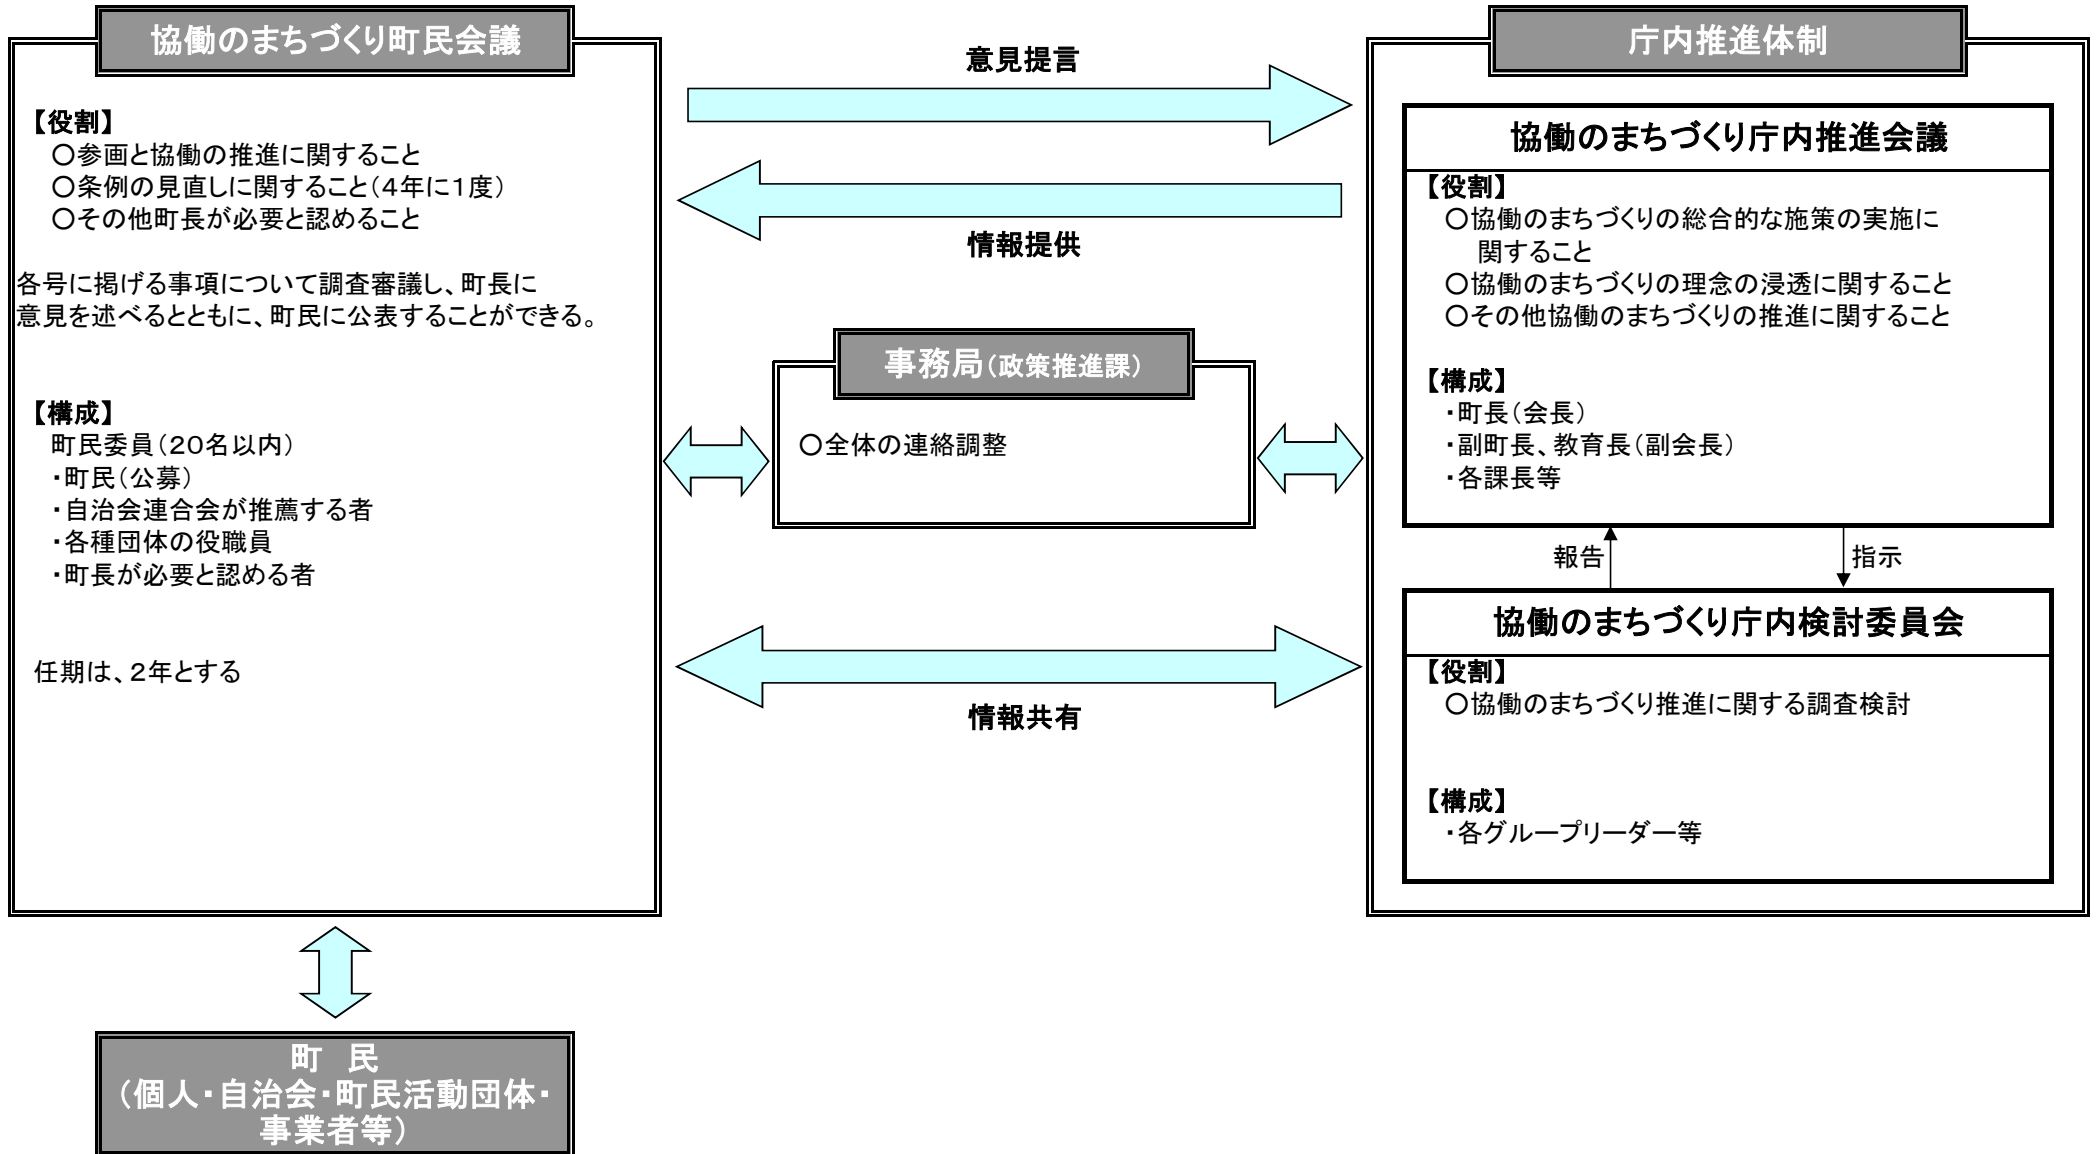 協働のまちづくり町民会議
【役割】
○参画と協働の推進に関すること
○条例の見直しに関すること(4年に1度)
○その他町長が必要と認めること
各号に掲げる事項について調査審議し、町長に
意見を述べるとともに、町民に公表することができる。
【構成】
町民委員(20名以内)
・町民(公募)
・自治会連合会が推薦する者
・各種団体の役職員
・町長が必要と認める者
任期は、2年とする
意見提言
情報提供
事務局(政策推進課)
○全体の連絡調整
情報共有
庁内推進体制
協働のまちづくり庁内推進会議
【役割】
○協働のまちづくりの総合的な施策の実施に
関すること
○協働のまちづくりの理念の浸透に関すること
○その他協働のまちづくりの推進に関すること
【構成】
・町長(会長)
・副町長、教育長(副会長)
・各課長等
報告
指示
協働のまちづくり庁内検討委員会
【役割】
○協働のまちづくり推進に関する調査検討
【構成】
・各グループリーダー等
町 民
(個人・自治会・町民活動団体・
事業者等)